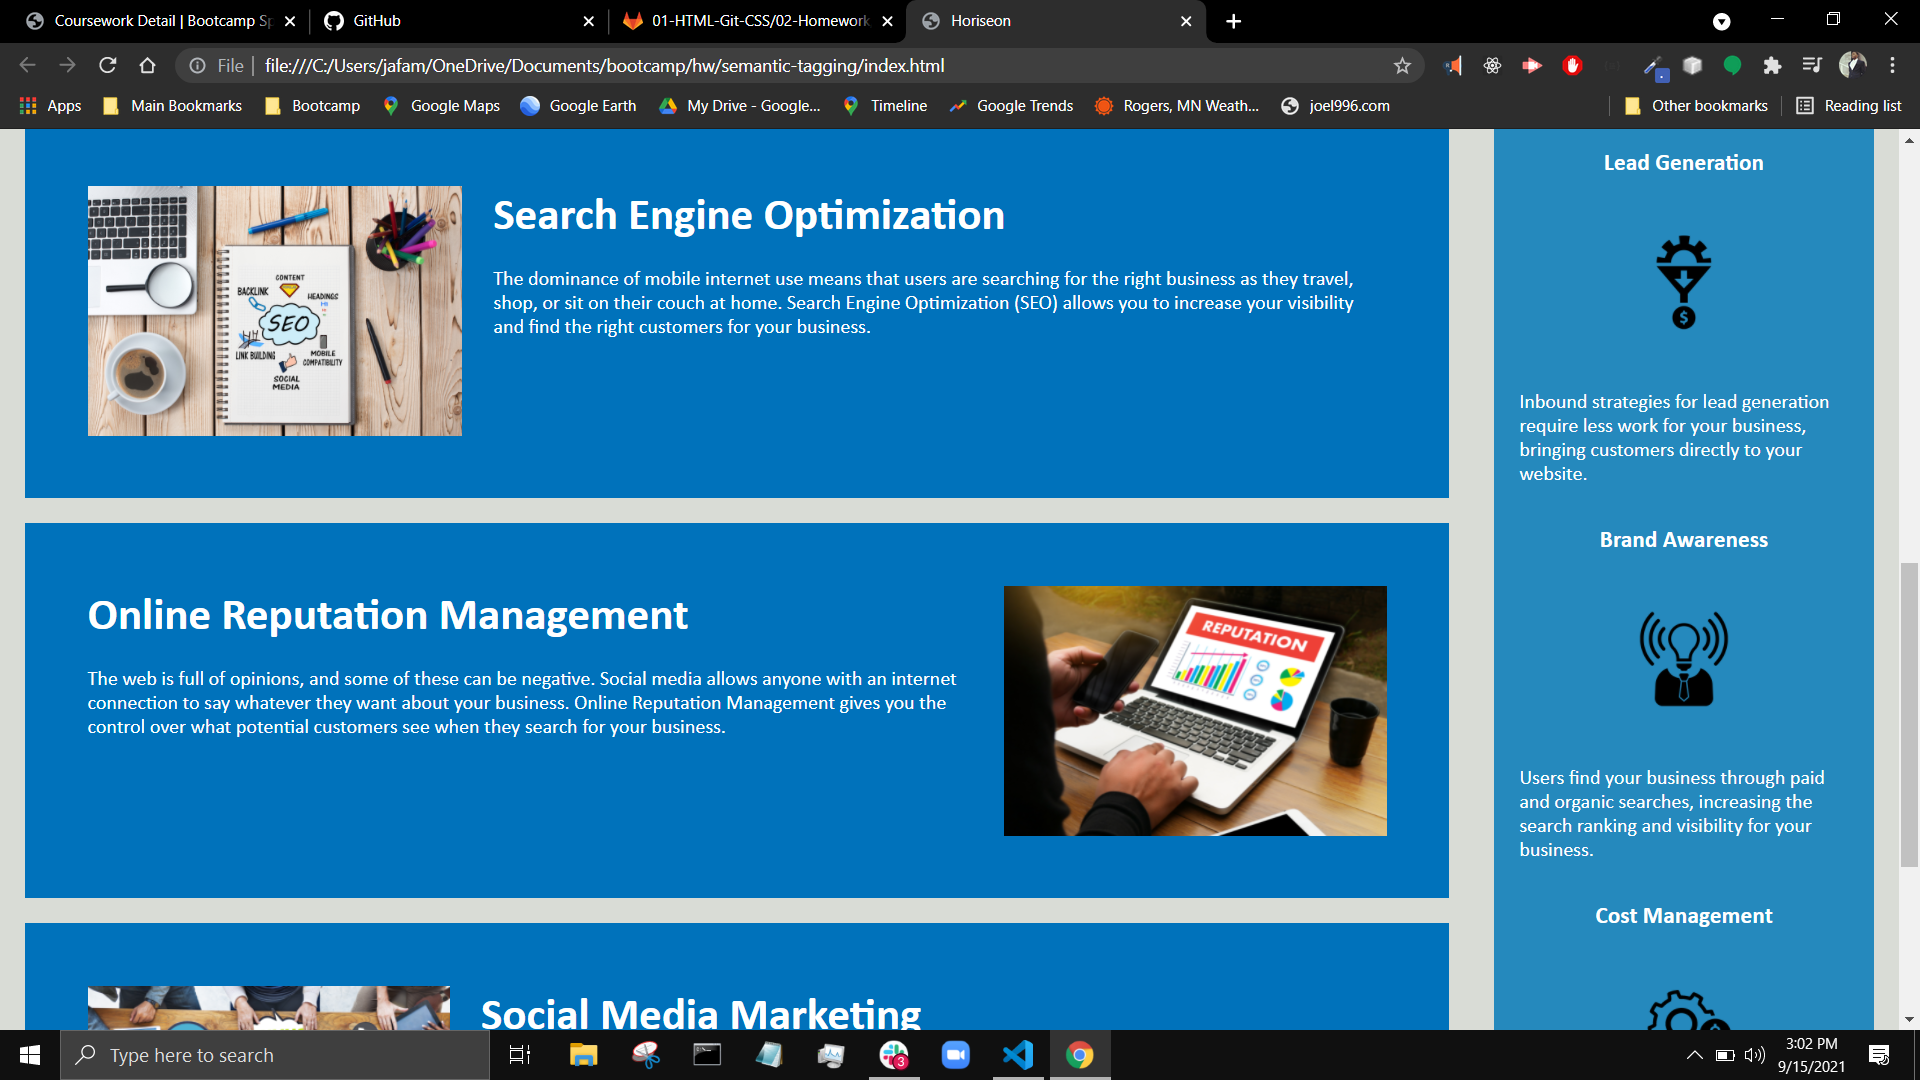 Coursework Detail | Bootcamp Sp
GitHub
01-HTML-Git-CSS/02-Homework
Horiseon
File
file:///C:/Users/jafam/OneDrive/Documents/bootcamp/hw/semantic-tagging/index.html
Apps
Main Bookmarks
Bootcamp
Google Maps
Google Earth
My Drive - Google...
Timeline
Google Trends
Rogers, MN Weath...
joel996.com
Other bookmarks
Reading list
CONTENT
BACKLINK
HEADINGS
SEO
LINK BUILDING
MOBILE
COMPATIBILITY
SOCIAL
MEDIA
Search Engine Optimization
The dominance of mobile internet use means that users are searching for the right business as they travel,
shop, or sit on their couch at home. Search Engine Optimization (SEO) allows you to increase your visibility
and find the right customers for your business.
Online Reputation Management
The web is full of opinions, and some of these can be negative. Social media allows anyone with an internet
connection to say whatever they want about your business. Online Reputation Management gives you the
control over what potential customers see when they search for your business.
REPUTATION
Social Media Marketing
Lead Generation
$
Inbound strategies for lead generation
require less work for your business,
bringing customers directly to your
website.
Brand Awareness
Users find your business through paid
and organic searches, increasing the
search ranking and visibility for your
business.
Cost Management
Type here to search
3
3:02 PM
9/15/2021